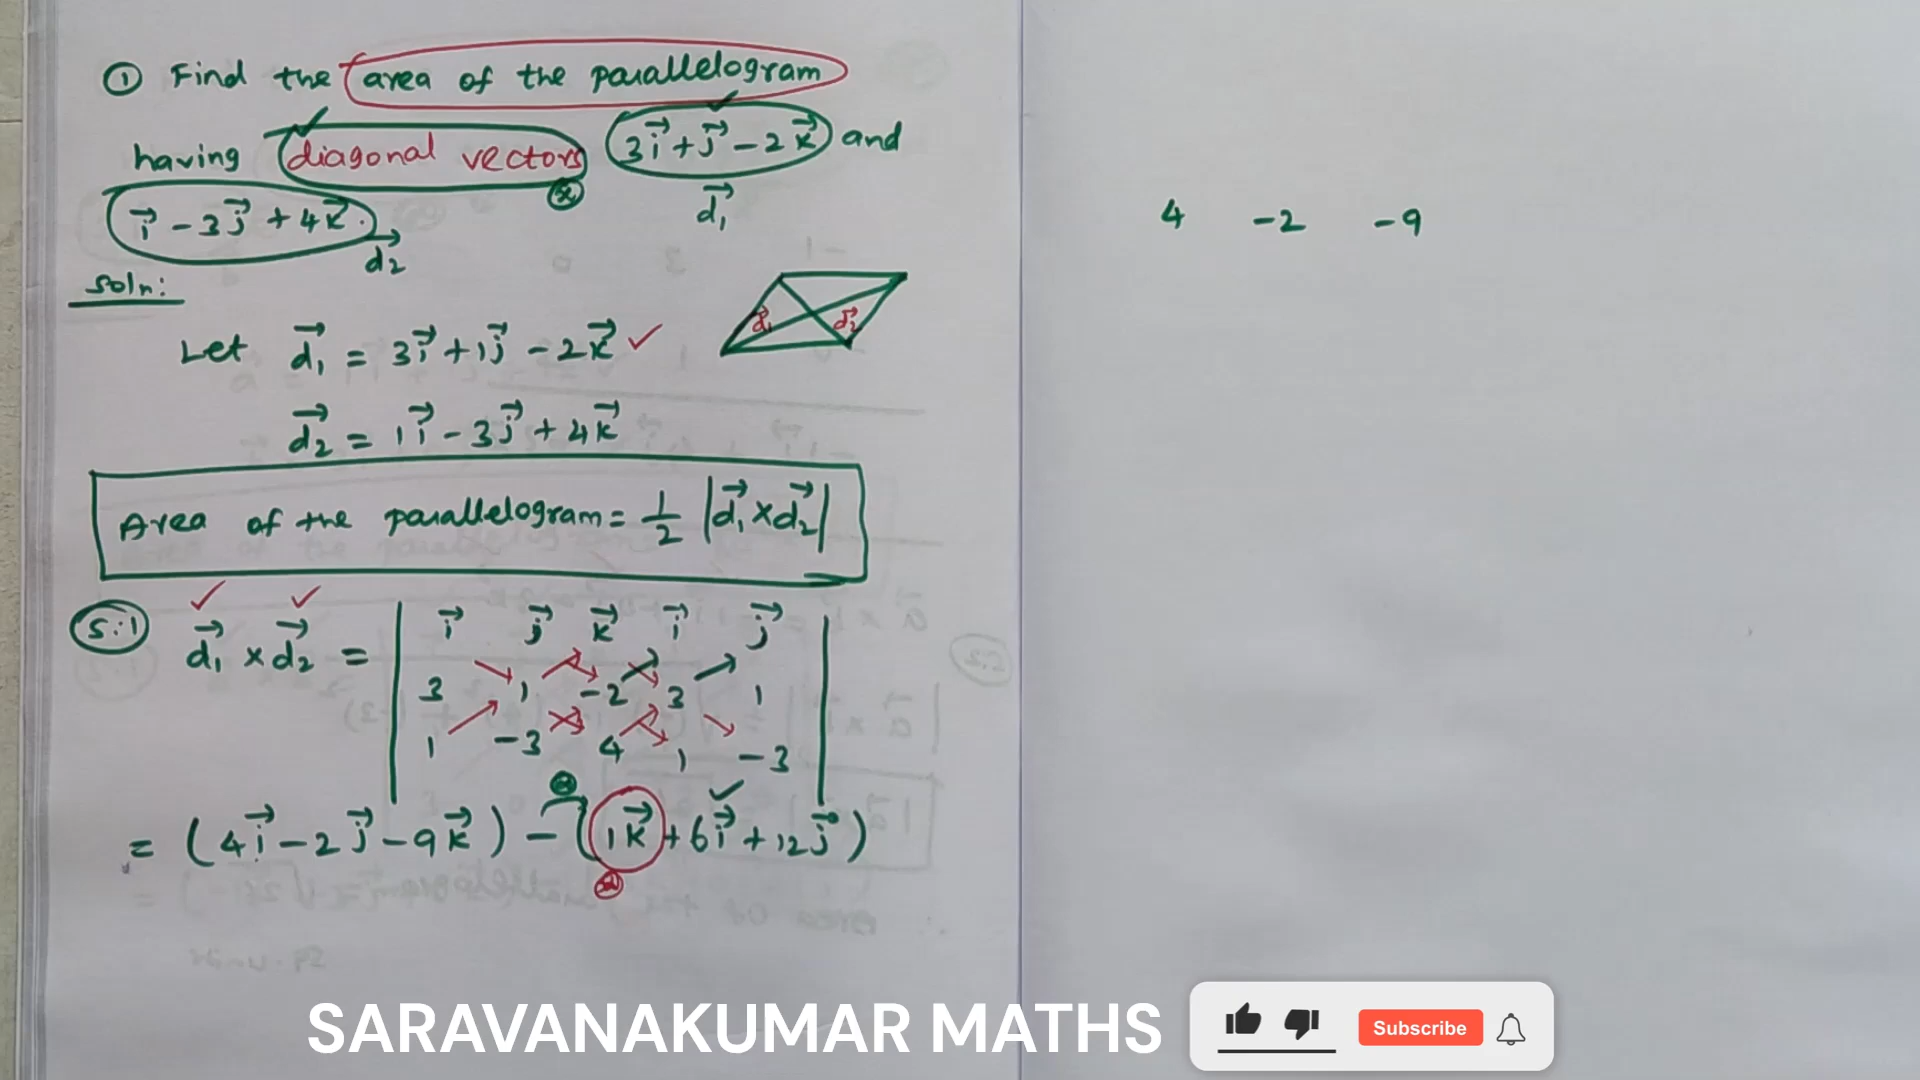 ① Find the area of the parallelogram
having diagonal vectors 3i⃗ + j⃗ − 2k⃗ and
d⃗₁
i⃗ − 3j⃗ + 4k⃗.
d⃗₂
Soln:
Let d⃗₁ = 3i⃗ + 1j⃗ − 2k⃗ ✓
d⃗₁ d⃗₂
d⃗₂ = 1i⃗ − 3j⃗ + 4k⃗
Area of the parallelogram = 1/2 |d⃗₁ × d⃗₂|
S:1 d⃗₁ × d⃗₂ = | i⃗ j⃗ k⃗ i⃗ j⃗ |
3 1 −2 3 1
1 −3 4 1 −3
= (4i⃗ − 2j⃗ − 9k⃗) − (1k⃗ + 6i⃗ + 12j⃗)
4 −2 −9
SARAVANAKUMAR MATHS
Subscribe